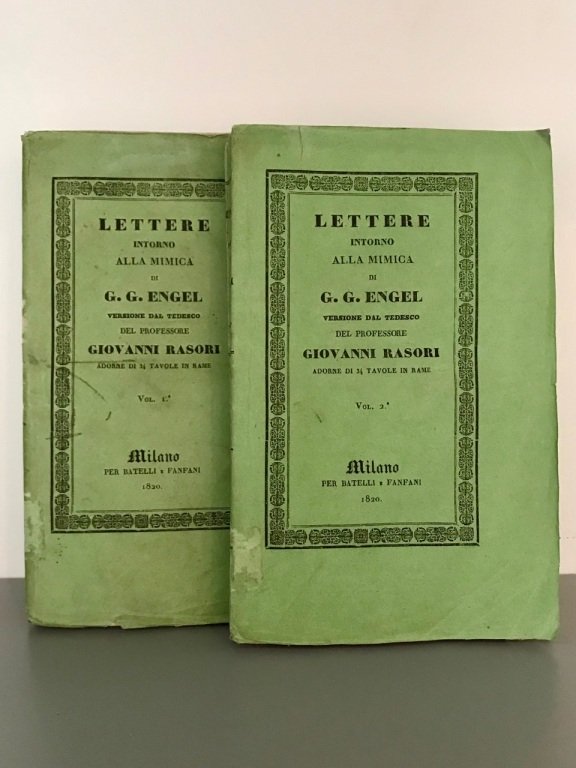 LETTERE
INTORNO
ALLA MIMICA
DI
G. G. ENGEL
VERSIONE DAL TEDESCO
DEL PROFESSORE
GIOVANNI RASORI
ADORNE DI 34 TAVOLE IN RAME
VOL. 1.°
Milano
PER BATELLI E FANFANI
1820.
LETTERE
INTORNO
ALLA MIMICA
DI
G. G. ENGEL
VERSIONE DAL TEDESCO
DEL PROFESSORE
GIOVANNI RASORI
ADORNE DI 34 TAVOLE IN RAME
VOL. 2.°
Milano
PER BATELLI E FANFANI
1820.